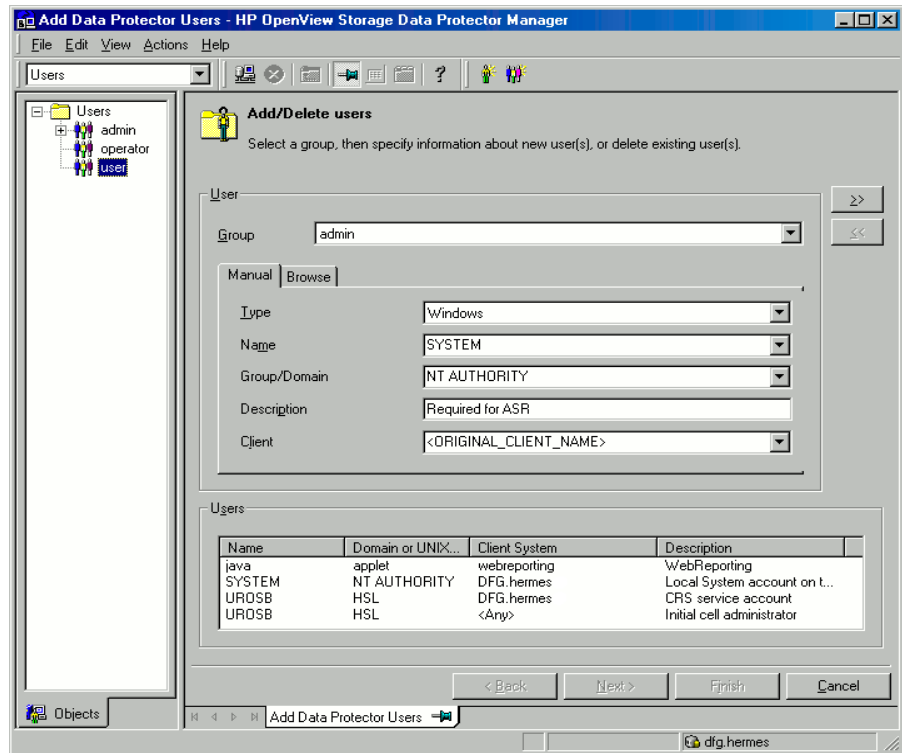 Add Data Protector Users - HP OpenView Storage Data Protector Manager
File Edit View Actions Help
Users
?
Users
admin
operator
user
Add/Delete users
Select a group, then specify information about new user(s), or delete existing user(s).
User
>>
<<
Group admin
Manual Browse
Type Windows
Name SYSTEM
Group/Domain NT AUTHORITY
Description Required for ASR
Client <ORIGINAL_CLIENT_NAME>
Users
Name Domain or UNIX... Client System Description
java applet webreporting WebReporting
SYSTEM NT AUTHORITY DFG.hermes Local System account on t...
UROSB HSL DFG.hermes CRS service account
UROSB HSL <Any> Initial cell administrator
< Back Next > Finish Cancel
Objects Add Data Protector Users
dfg.hermes